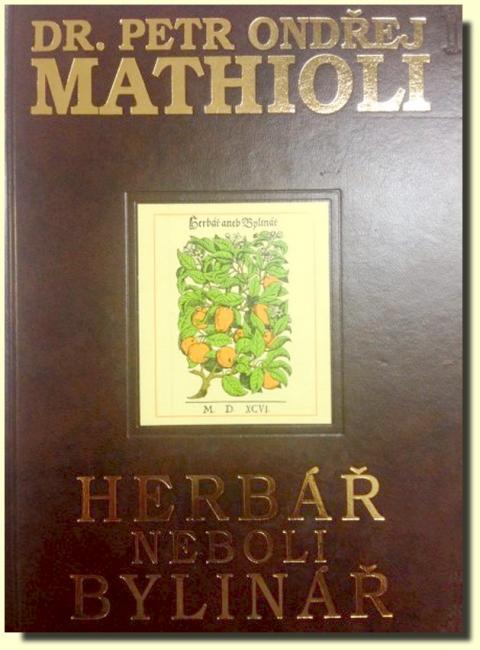 DR. PETR ONDŘEJ
MATHIOLI
Herbář aneb Bylinář
M. D. XCVI.
HERBÁŘ
NEBOLI
BYLINÁŘ